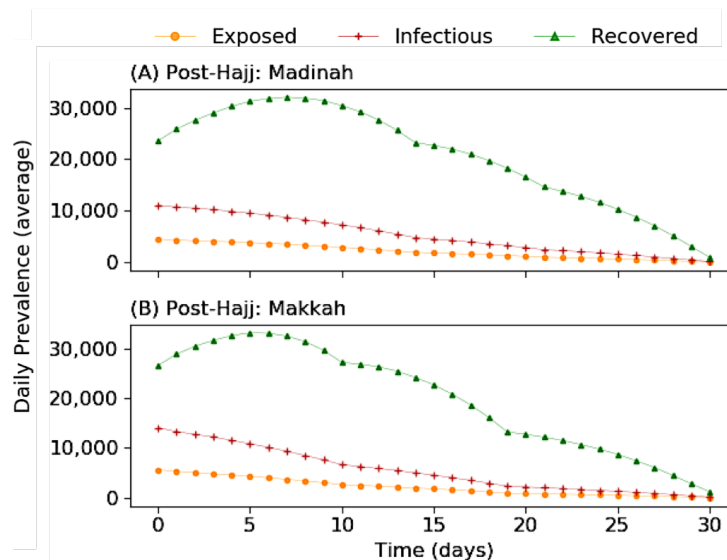 Exposed Infectious Recovered
(A) Post-Hajj: Madinah
30,000
20,000
10,000
0
Daily Prevalence (average)
(B) Post-Hajj: Makkah
30,000
20,000
10,000
0
0 5 10 15 20 25 30
Time (days)